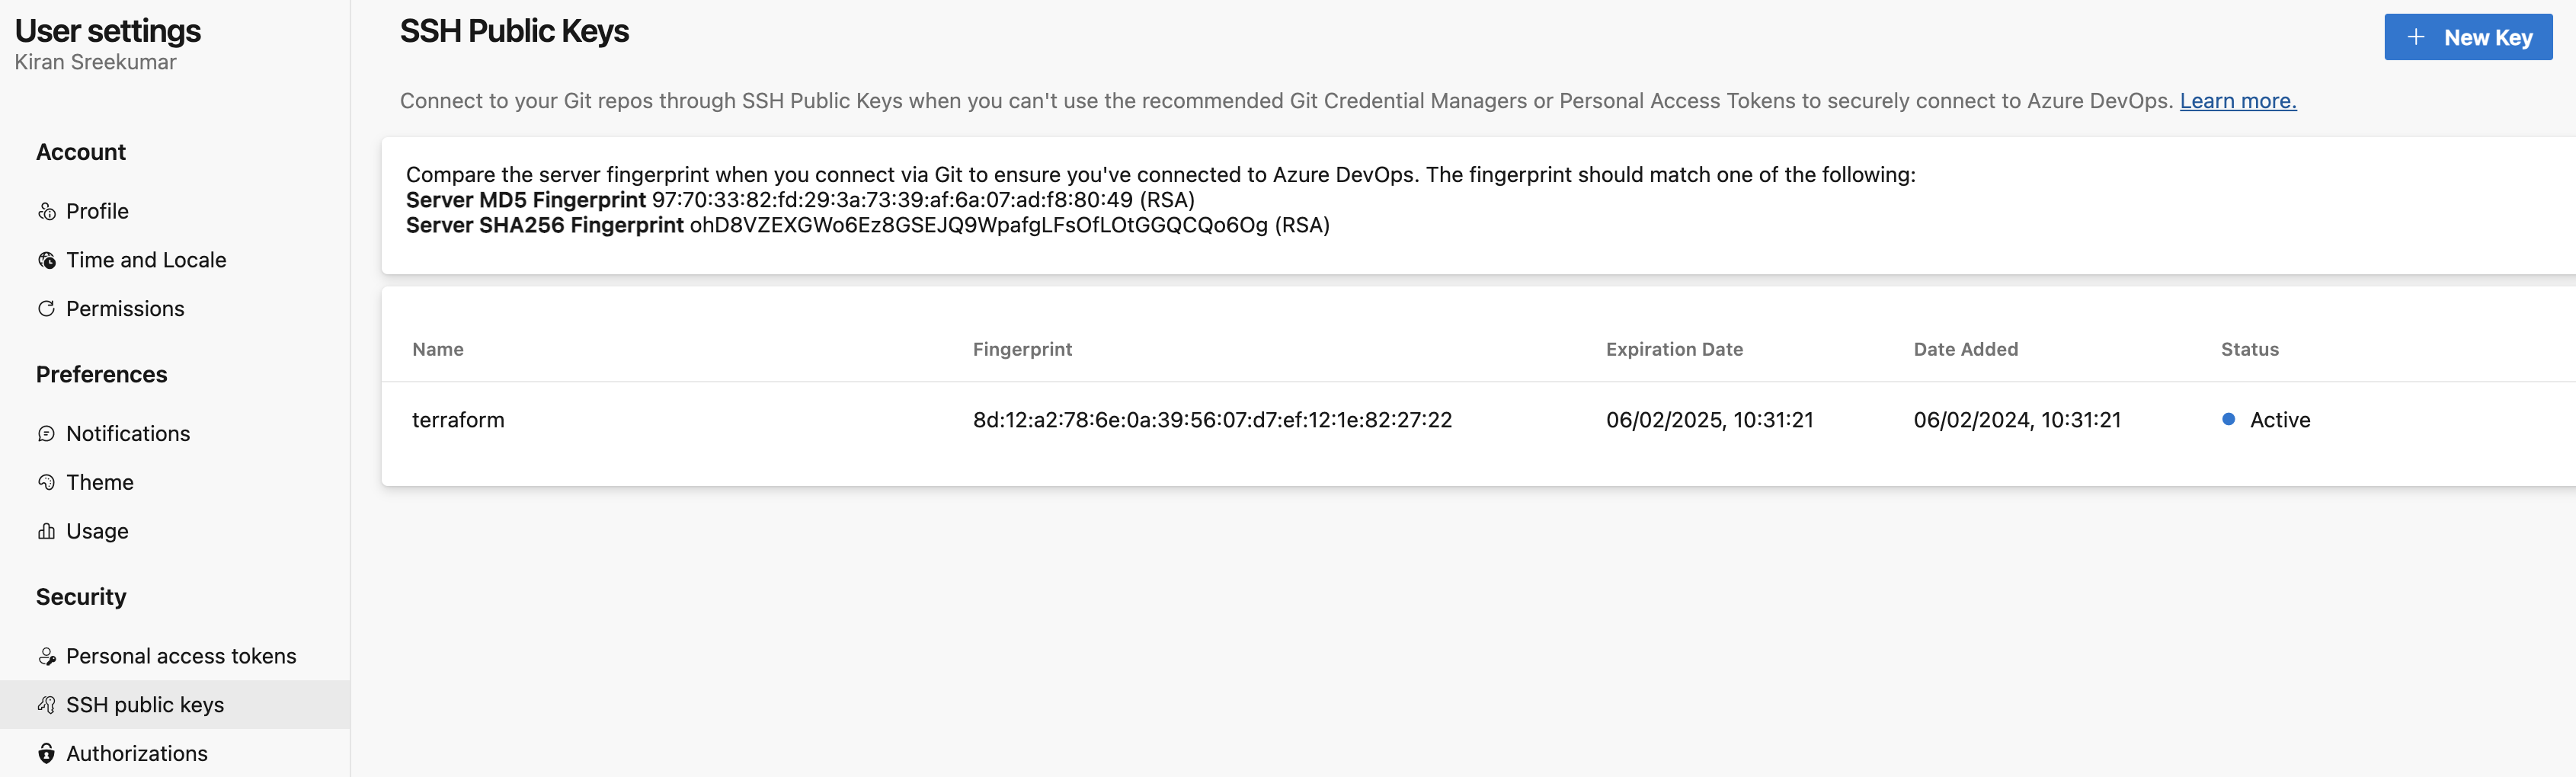 User settings
Kiran Sreekumar
Account
Profile
Time and Locale
Permissions
Preferences
Notifications
Theme
Usage
Security
Personal access tokens
SSH public keys
Authorizations
SSH Public Keys
+ New Key
Connect to your Git repos through SSH Public Keys when you can't use the recommended Git Credential Managers or Personal Access Tokens to securely connect to Azure DevOps. Learn more.
Compare the server fingerprint when you connect via Git to ensure you've connected to Azure DevOps. The fingerprint should match one of the following:
Server MD5 Fingerprint 97:70:33:82:fd:29:3a:73:39:af:6a:07:ad:f8:80:49 (RSA)
Server SHA256 Fingerprint ohD8VZEXGWo6Ez8GSEJQ9WpafgLFsOfLOtGGQCQo6Og (RSA)
Name Fingerprint Expiration Date Date Added Status
terraform 8d:12:a2:78:6e:0a:39:56:07:d7:ef:12:1e:82:27:22 06/02/2025, 10:31:21 06/02/2024, 10:31:21 Active